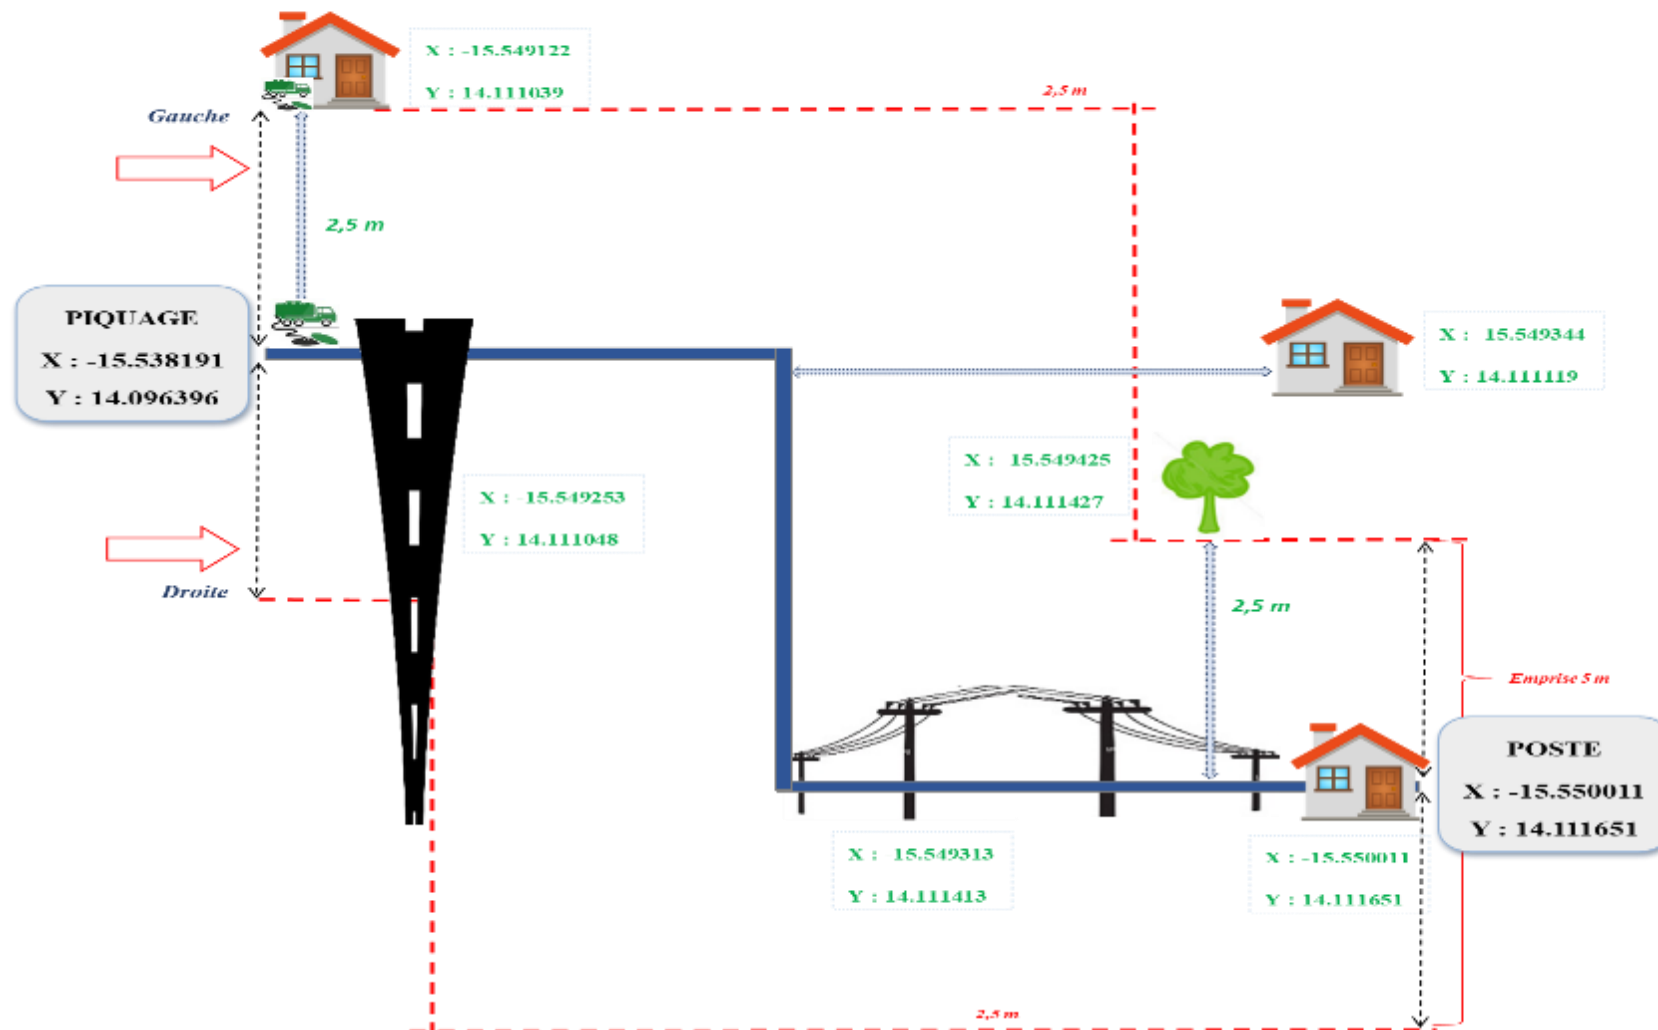 X : -15.549122
Y : 14.111039
2,5 m
Gauche
2,5 m
PIQUAGE
X : -15.538191
Y : 14.096396
X : 15.549344
Y : 14.111119
X : 15.549425
Y : 14.111427
X : -15.549253
Y : 14.111048
Droite
2,5 m
Emprise 5 m
POSTE
X : -15.550011
Y : 14.111651
X : 15.549313
Y : 14.111413
X : -15.550011
Y : 14.111651
2,5 m